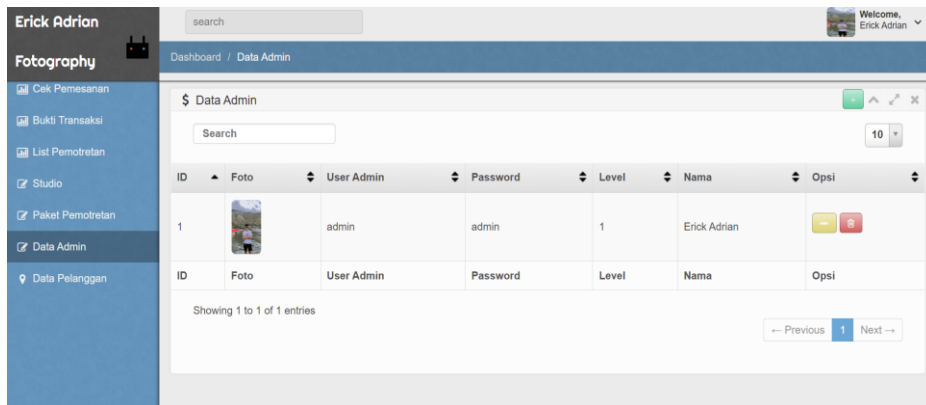 Erick Adrian
Fotography
search
Welcome,
Erick Adrian
Dashboard / Data Admin
Cek Pemesanan
Bukti Transaksi
List Pemotretan
Studio
Paket Pemotretan
Data Admin
Data Pelanggan
$ Data Admin
Search
10
ID Foto User Admin Password Level Nama Opsi
1 admin admin 1 Erick Adrian
ID Foto User Admin Password Level Nama Opsi
Showing 1 to 1 of 1 entries
← Previous 1 Next →